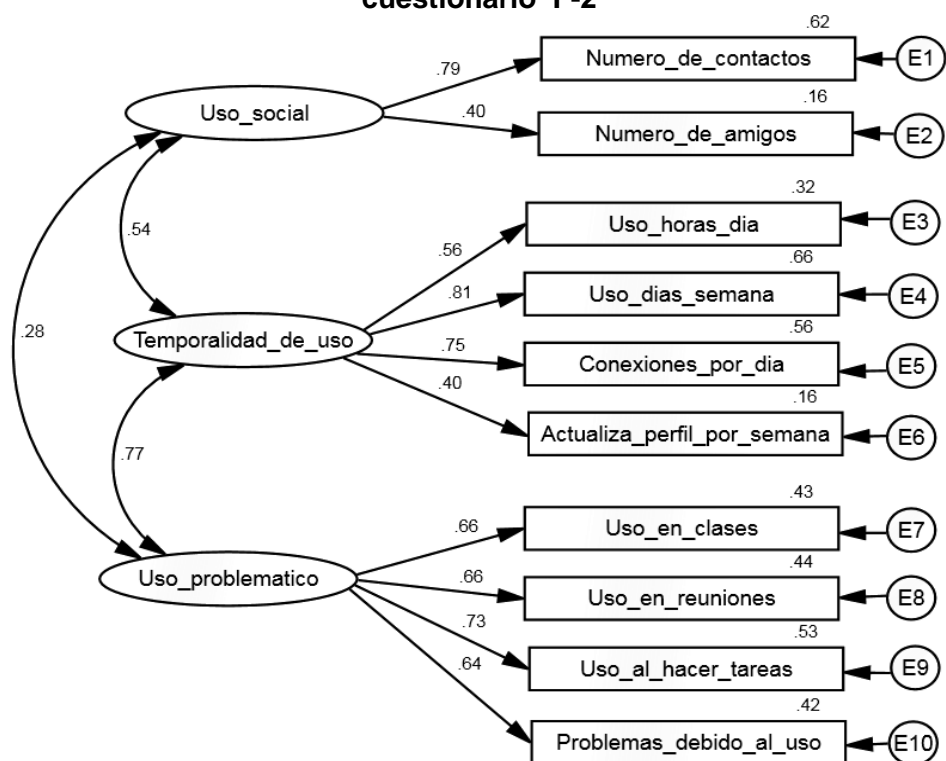 cuestionario
.62
Numero_de_contactos
E1
.79
Uso_social
.40
.16
Numero_de_amigos
E2
.54
.32
Uso_horas_dia
E3
.56
.66
.81
Uso_dias_semana
E4
.28
Temporalidad_de_uso
.56
.75
Conexiones_por_dia
E5
.40
.16
Actualiza_perfil_por_semana
E6
.77
.43
.66
Uso_en_clases
E7
Uso_problematico
.44
.66
Uso_en_reuniones
E8
.53
.73
Uso_al_hacer_tareas
E9
.64
.42
Problemas_debido_al_uso
E10